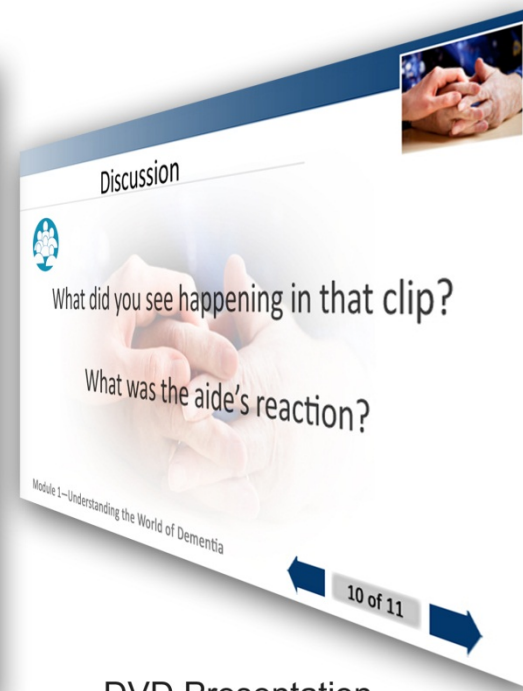 Discussion
What did you see happening in that clip?
What was the aide’s reaction?
Module 1—Understanding the World of Dementia
10 of 11
DVD Presentation